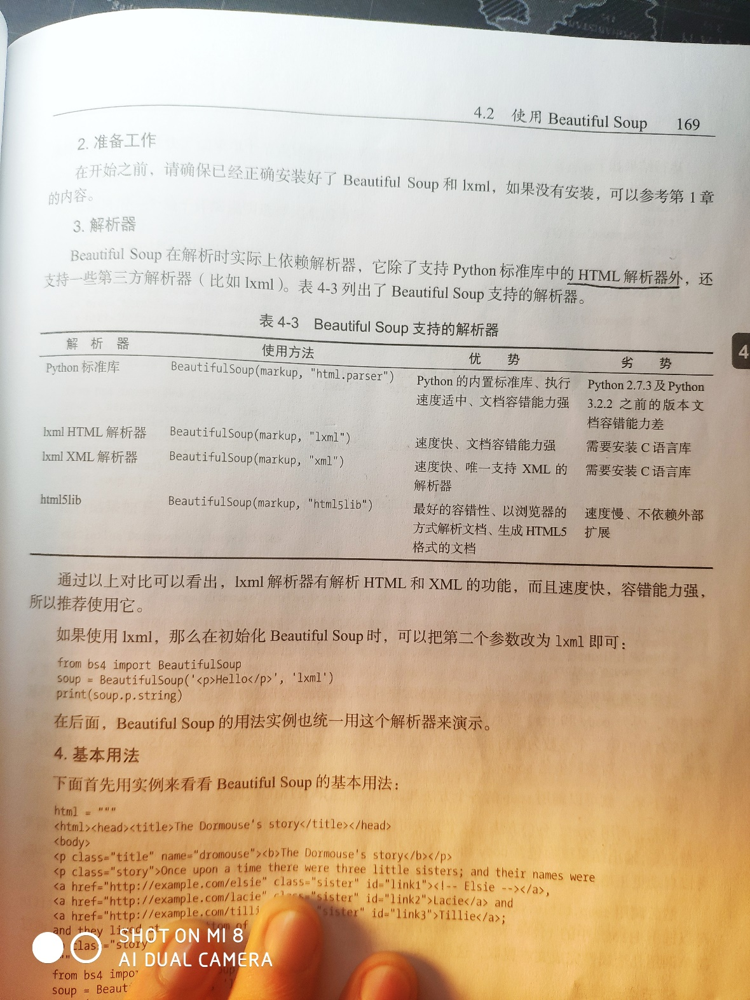 4.2 使用 Beautiful Soup 169
2. 准备工作
在开始之前，请确保已经正确安装好了 Beautiful Soup 和 lxml，如果没有安装，可以参考第 1 章
的内容。
3. 解析器
Beautiful Soup 在解析时实际上依赖解析器，它除了支持 Python 标准库中的 HTML 解析器外，还
支持一些第三方解析器（比如 lxml）。表 4-3 列出了 Beautiful Soup 支持的解析器。
表 4-3 Beautiful Soup 支持的解析器
解 析 器 使用方法 优 势 劣 势
Python 标准库 BeautifulSoup(markup, "html.parser") Python 的内置标准库、执行 Python 2.7.3 及 Python
速度适中、文档容错能力强 3.2.2 之前的版本文
档容错能力差
lxml HTML 解析器 BeautifulSoup(markup, "lxml") 速度快、文档容错能力强 需要安装 C 语言库
lxml XML 解析器 BeautifulSoup(markup, "xml") 速度快、唯一支持 XML 的 需要安装 C 语言库
解析器
html5lib BeautifulSoup(markup, "html5lib") 最好的容错性、以浏览器的 速度慢、不依赖外部
方式解析文档、生成 HTML5 扩展
格式的文档
4
通过以上对比可以看出，lxml 解析器有解析 HTML 和 XML 的功能，而且速度快，容错能力强，
所以推荐使用它。
如果使用 lxml，那么在初始化 Beautiful Soup 时，可以把第二个参数改为 lxml 即可：
from bs4 import BeautifulSoup
soup = BeautifulSoup('<p>Hello</p>', 'lxml')
print(soup.p.string)
在后面，Beautiful Soup 的用法实例也统一用这个解析器来演示。
4. 基本用法
下面首先用实例来看看 Beautiful Soup 的基本用法：
html = """
<html><head><title>The Dormouse's story</title></head>
<body>
<p class="title" name="dromouse"><b>The Dormouse's story</b></p>
<p class="story">Once upon a time there were three little sisters; and their names were
<a href="http://example.com/elsie" class="sister" id="link1"><!-- Elsie --></a>,
<a href="http://example.com/lacie" class="sister" id="link2">Lacie</a> and
<a href="http://example.com/tilli "sister" id="link3">Tillie</a>;
and they lived at of
class="story"
"""
from bs4 impo
soup = Beaut
SHOT ON MI 8
AI DUAL CAMERA